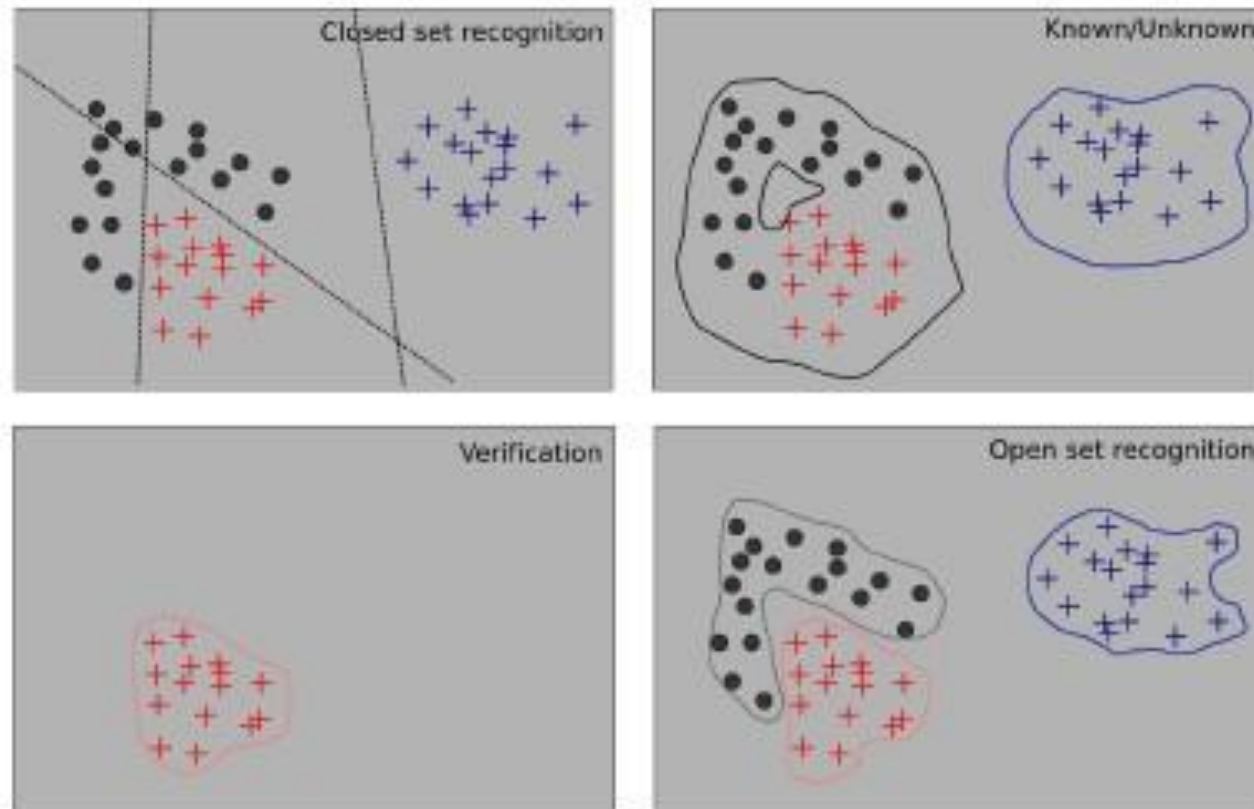 Closed set recognition
Known/Unknown
Verification
Open set recognition